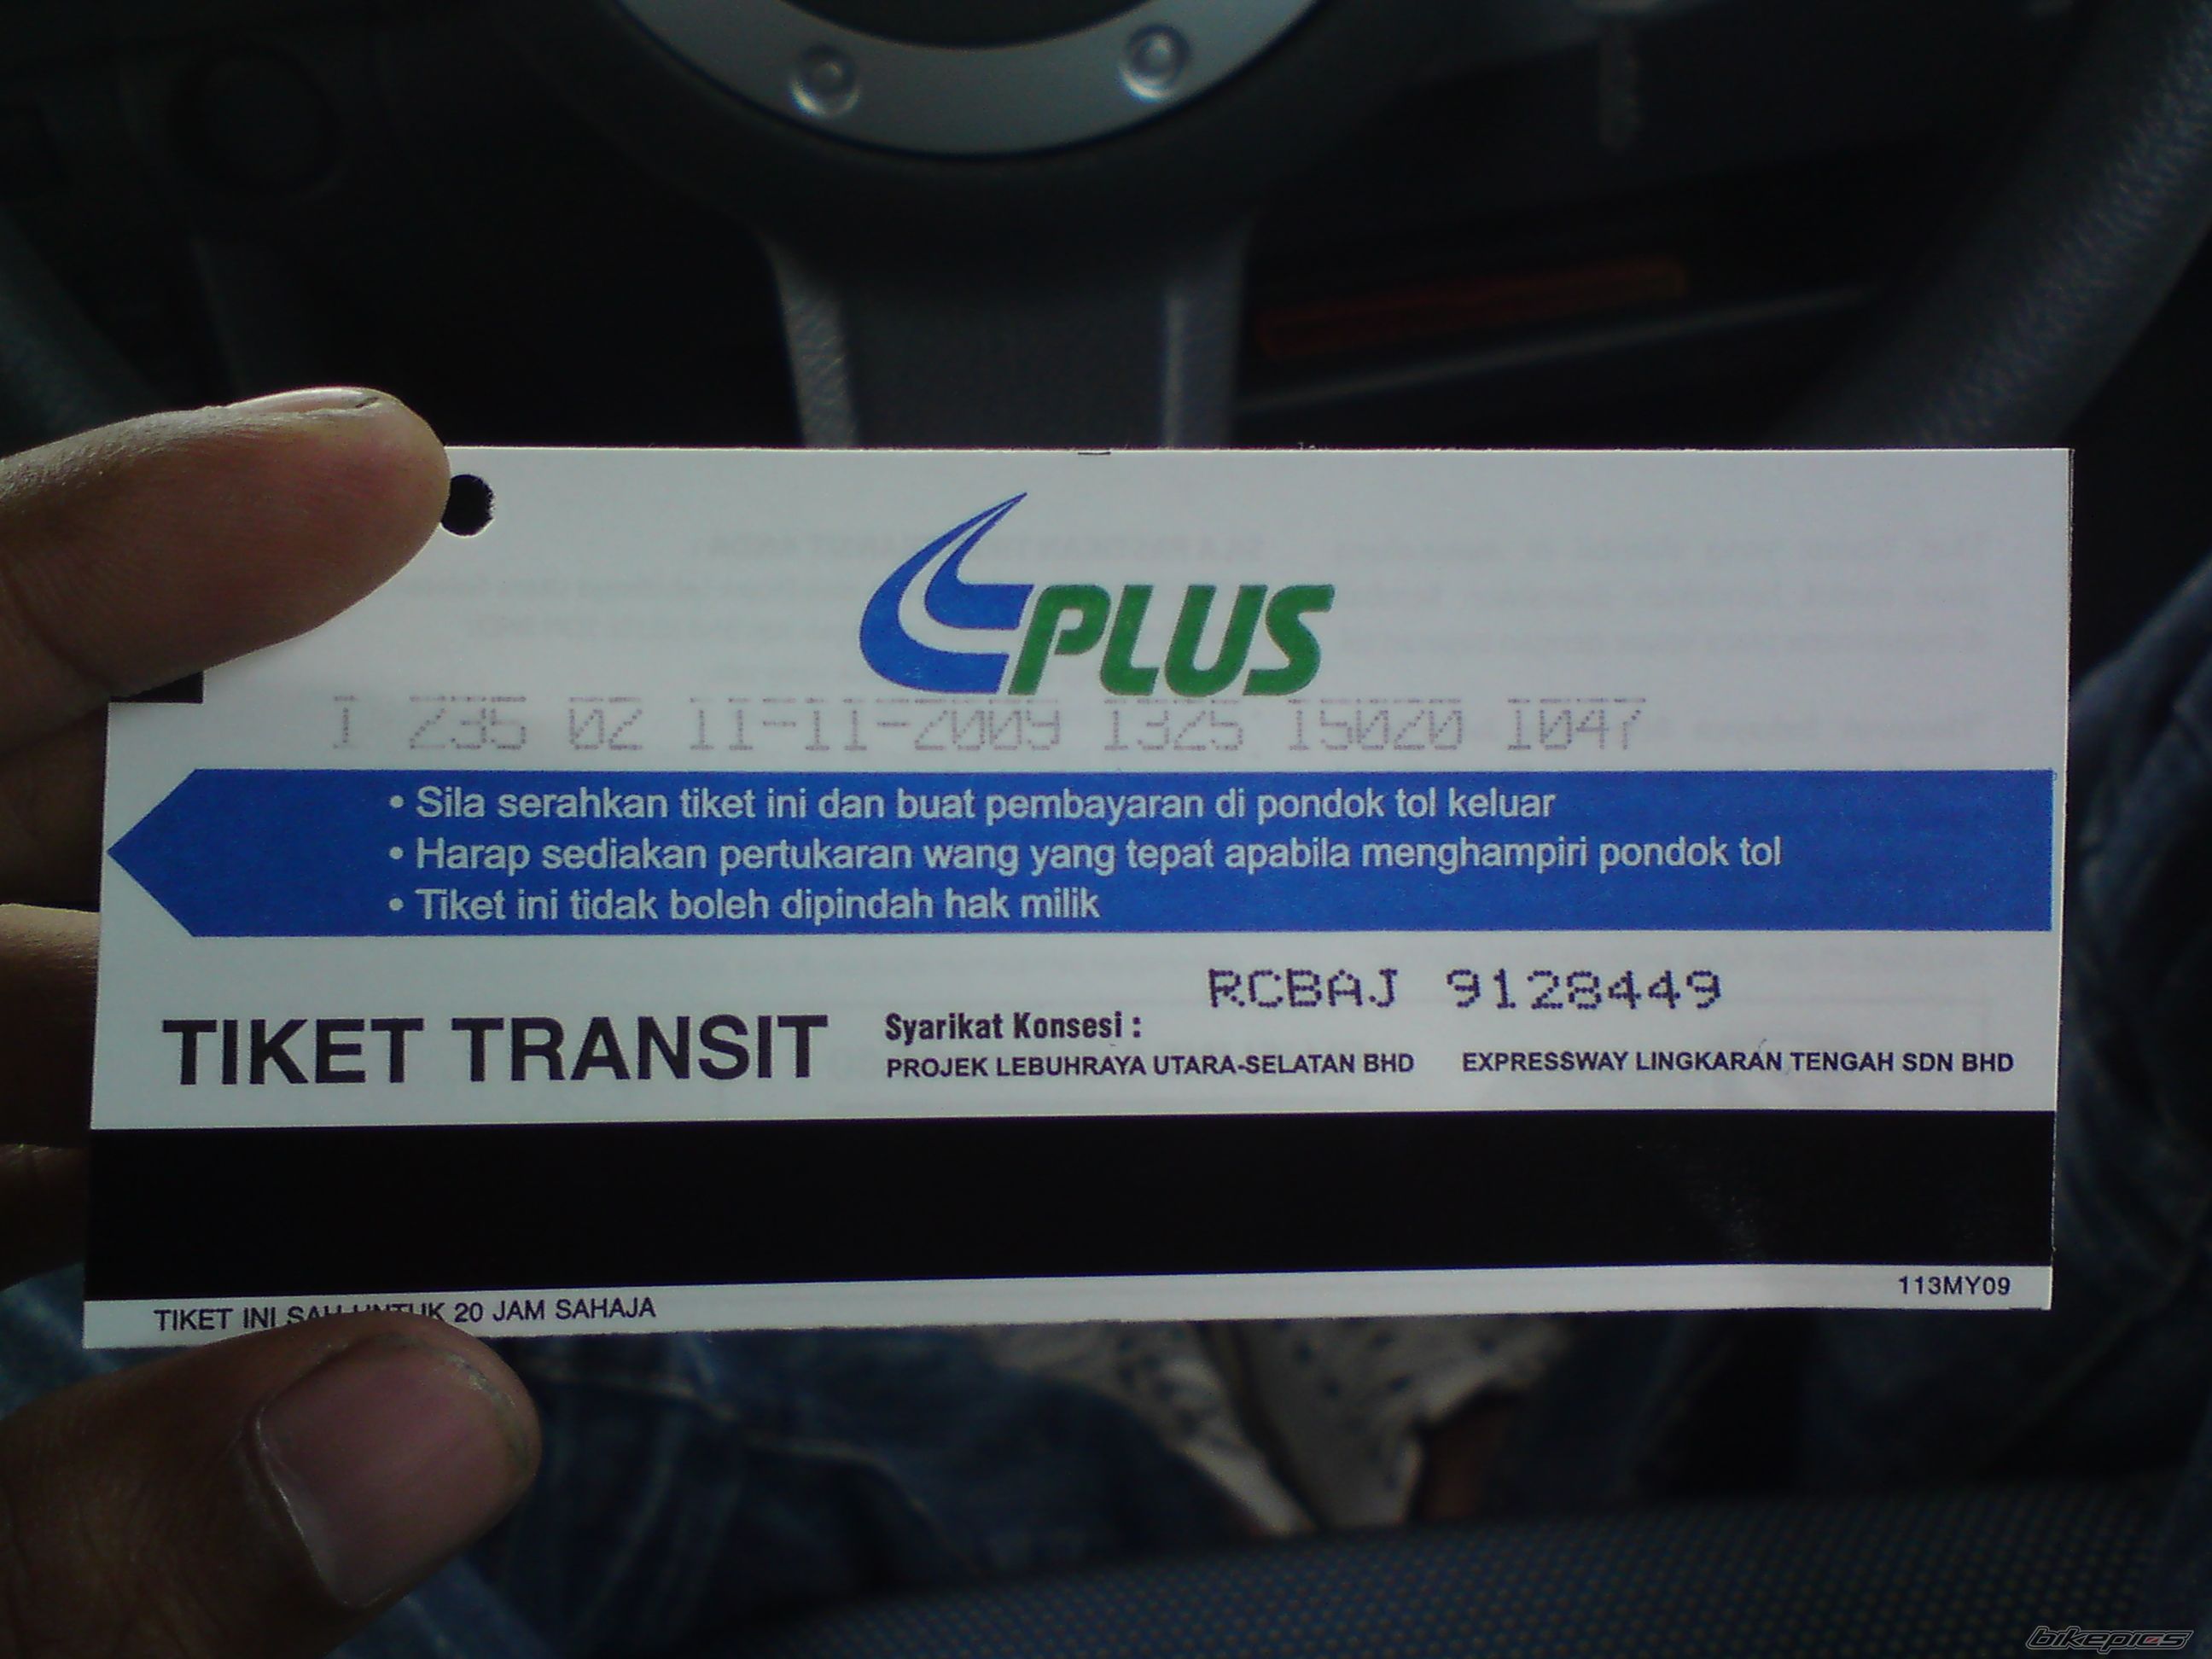 PLUS
I 235 02 11-11-2009 1325 15020 1047
• Sila serahkan tiket ini dan buat pembayaran di pondok tol keluar
• Harap sediakan pertukaran wang yang tepat apabila menghampiri pondok tol
• Tiket ini tidak boleh dipindah hak milik
RCBAJ 9128449
TIKET TRANSIT
Syarikat Konsesi :
PROJEK LEBUHRAYA UTARA-SELATAN BHD EXPRESSWAY LINGKARAN TENGAH SDN BHD
113MY09
TIKET INI SAH UNTUK 20 JAM SAHAJA
bikepics